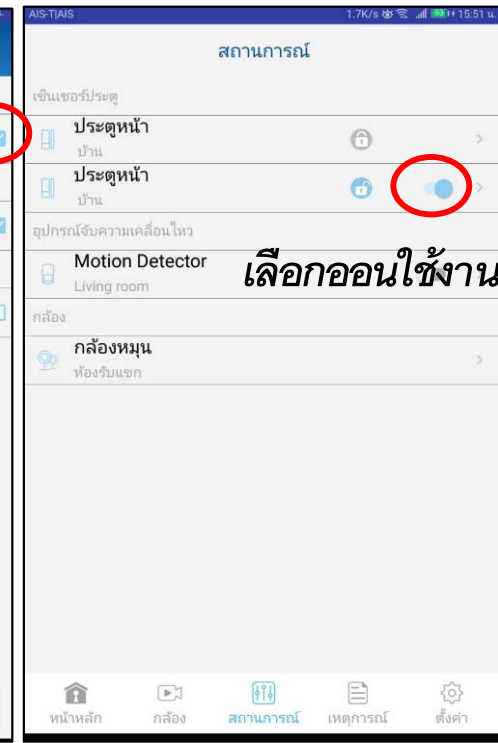 AIS-T|AIS 1.7K/s 93 15:51 น.
สถานการณ์
เซ็นเซอร์ประตู
ประตูหน้า
บ้าน
ประตูหน้า
บ้าน
อุปกรณ์จับความเคลื่อนไหว
Motion Detector
Living room
เลือกออนใช้งาน
กล้อง
กล้องหมุน
ห้องรับแขก
หน้าหลัก กล้อง สถานการณ์ เหตุการณ์ ตั้งค่า